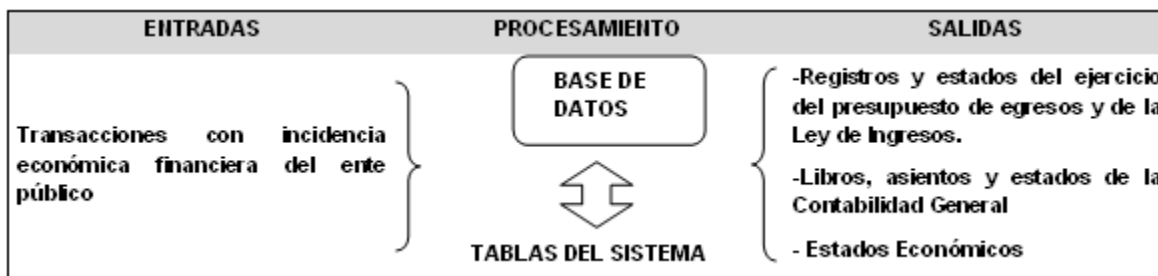 ENTRADAS PROCESAMIENTO SALIDAS
Transacciones con incidencia
económica financiera del ente
público
BASE DE
DATOS
TABLAS DEL SISTEMA
-Registros y estados del ejercicio
del presupuesto de egresos y de la
Ley de Ingresos.
-Libros, asientos y estados de la
Contabilidad General
- Estados Económicos